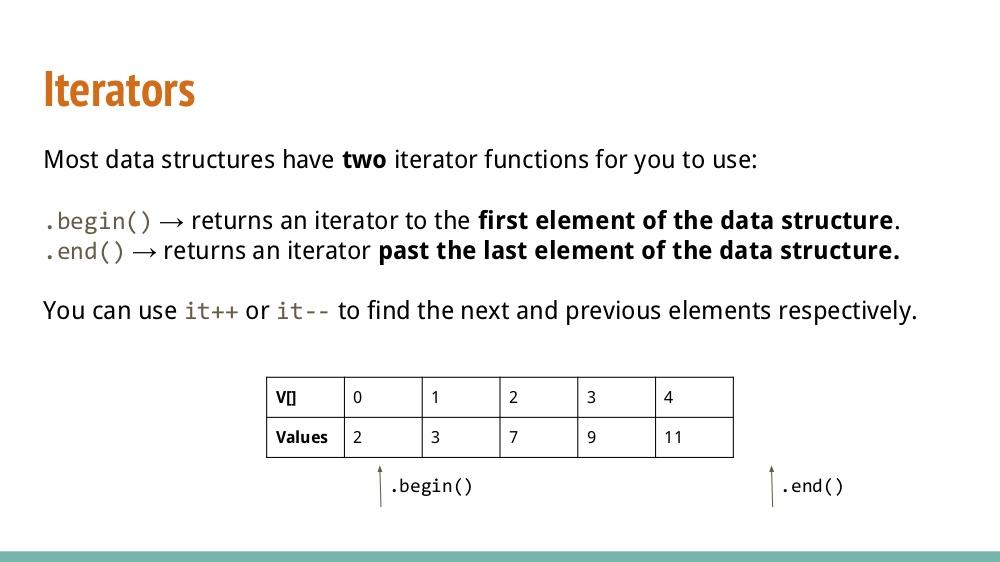 Iterators
Most data structures have two iterator functions for you to use:
.begin() → returns an iterator to the first element of the data structure.
.end() → returns an iterator past the last element of the data structure.
You can use it++ or it-- to find the next and previous elements respectively.
V[] 0 1 2 3 4
Values 2 3 7 9 11
.begin() .end()